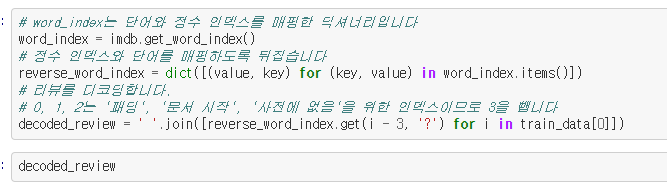 # word_index는 단어와 정수 인덱스를 매핑한 딕셔너리입니다
word_index = imdb.get_word_index()
# 정수 인덱스와 단어를 매핑하도록 뒤집습니다
reverse_word_index = dict([(value, key) for (key, value) in word_index.items()])
# 리뷰를 디코딩합니다.
# 0, 1, 2는 '패딩', '문서 시작', '사전에 없음'을 위한 인덱스이므로 3을 뺍니다
decoded_review = ' '.join([reverse_word_index.get(i - 3, '?') for i in train_data[0]])
decoded_review